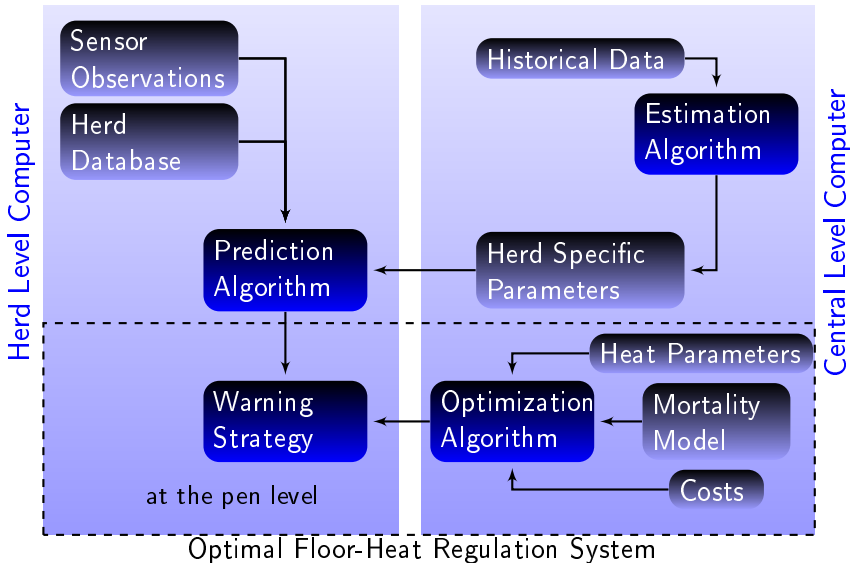 Herd Level Computer
Sensor
Observations
Herd
Database
Prediction
Algorithm
Warning
Strategy
at the pen level
Historical Data
Estimation
Algorithm
Herd Specific
Parameters
Heat Parameters
Optimization
Algorithm
Mortality
Model
Costs
Central Level Computer
Optimal Floor-Heat Regulation System